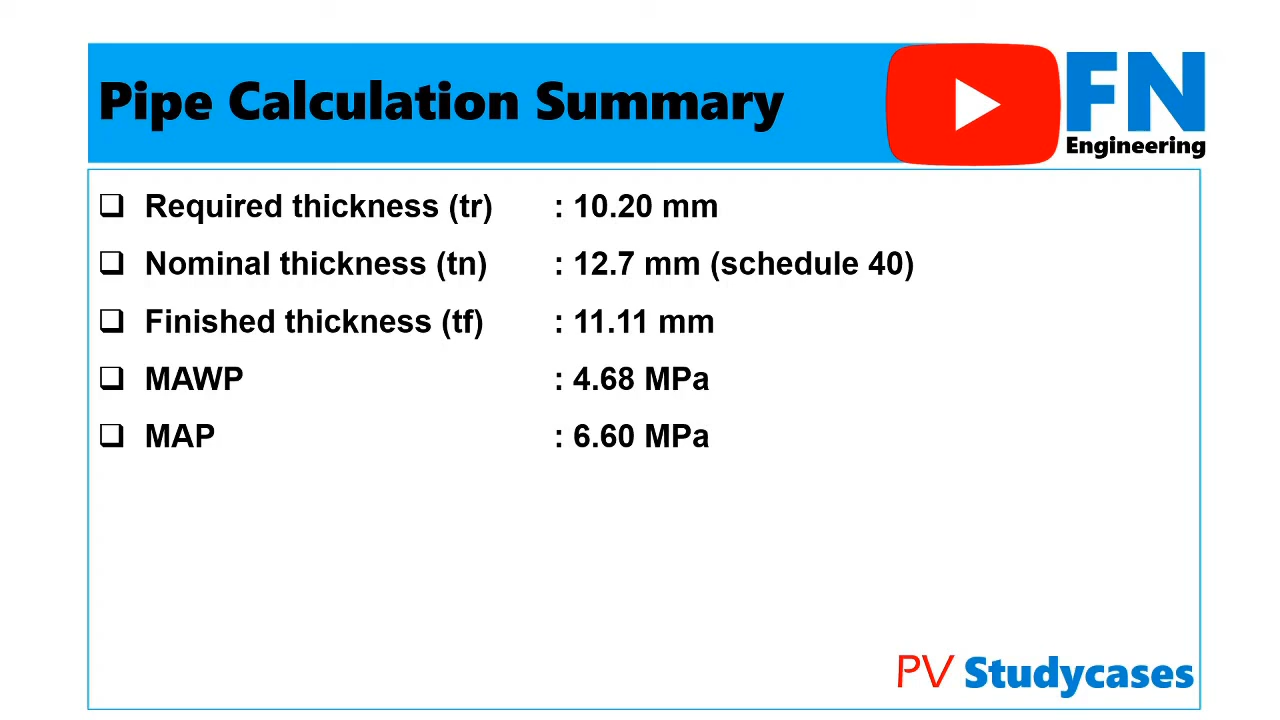 Pipe Calculation Summary
FN
Engineering
❑ Required thickness (tr) : 10.20 mm
❑ Nominal thickness (tn) : 12.7 mm (schedule 40)
❑ Finished thickness (tf) : 11.11 mm
❑ MAWP : 4.68 MPa
❑ MAP : 6.60 MPa
PV Studycases